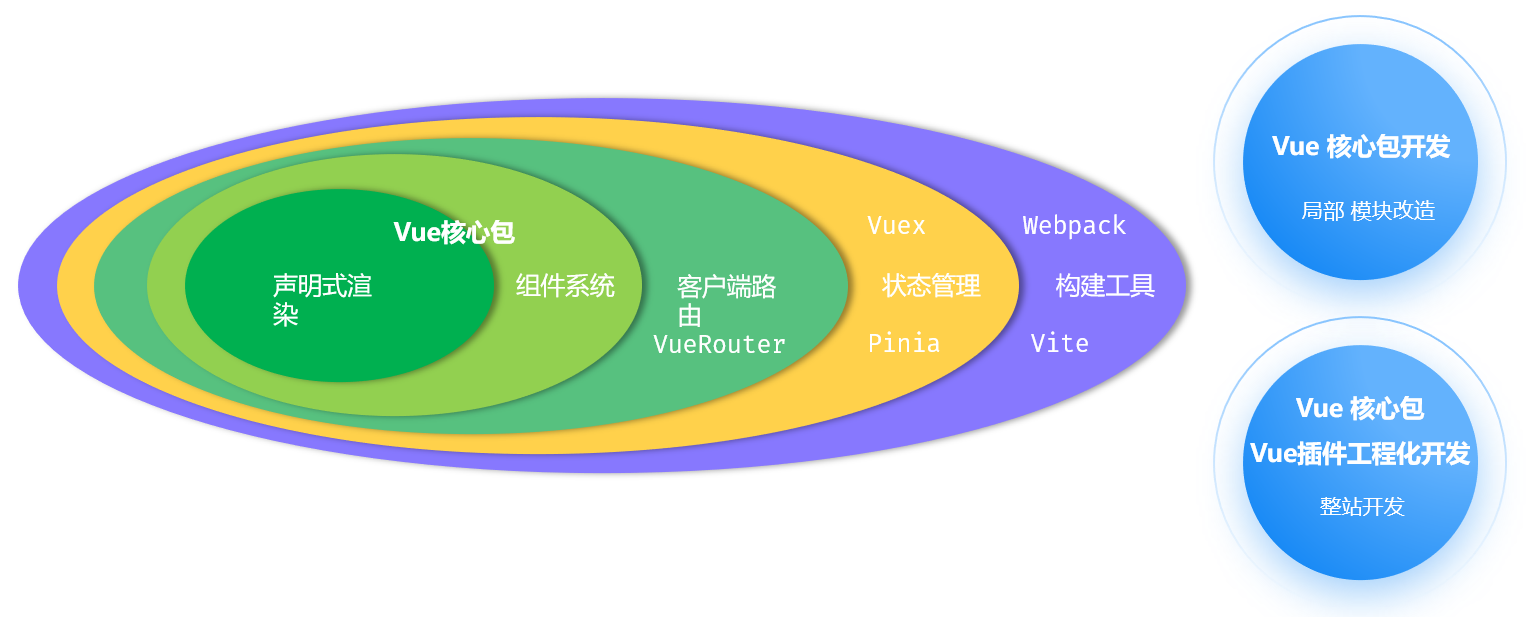 Vue核心包
声明式渲
染
组件系统
客户端路
由
VueRouter
Vuex
状态管理
Pinia
Webpack
构建工具
Vite
Vue 核心包开发
局部 模块改造
Vue 核心包
Vue插件工程化开发
整站开发